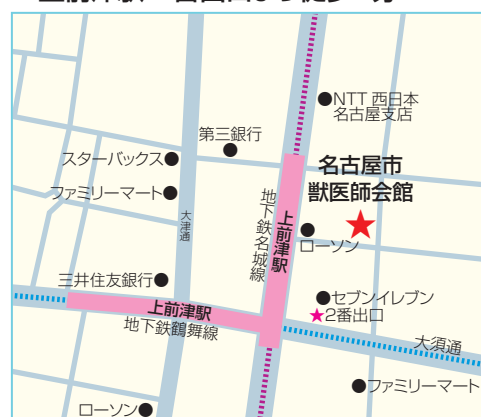 NTT 西日本
名古屋支店
第三銀行
スターバックス
名古屋市
獣医師会館
ファミリーマート
大津通
地下鉄名城線
上前津駅
ローソン
三井住友銀行
セブンイレブン
★2番出口
上前津駅
地下鉄鶴舞線
大須通
ファミリーマート
ローソン